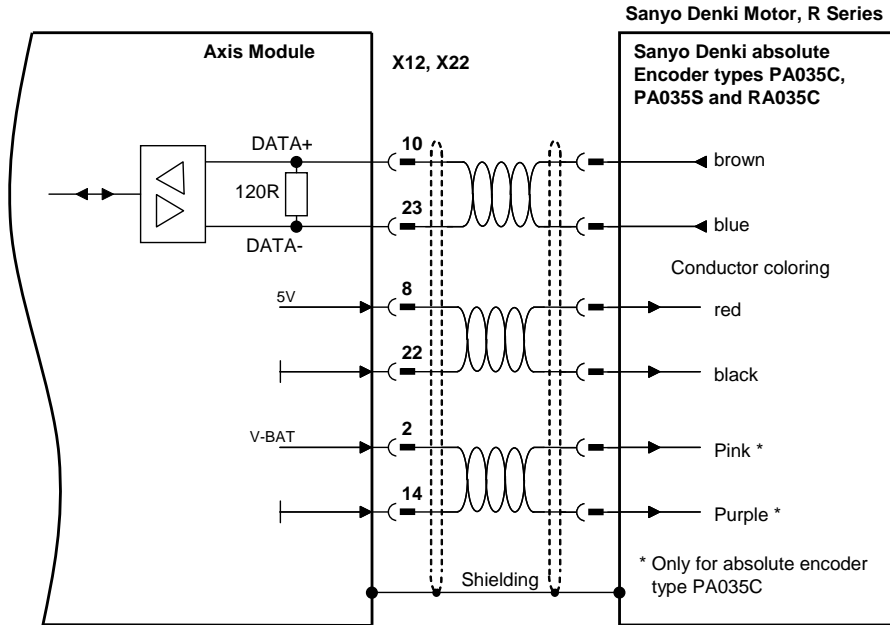 Sanyo Denki Motor, R Series
Axis Module
X12, X22
Sanyo Denki absolute
Encoder types PA035C,
PA035S and RA035C
DATA+
10
brown
120R
23
DATA-
blue
Conductor coloring
5V
8
red
22
black
V-BAT
2
Pink *
14
Purple *
* Only for absolute encoder
type PA035C
Shielding